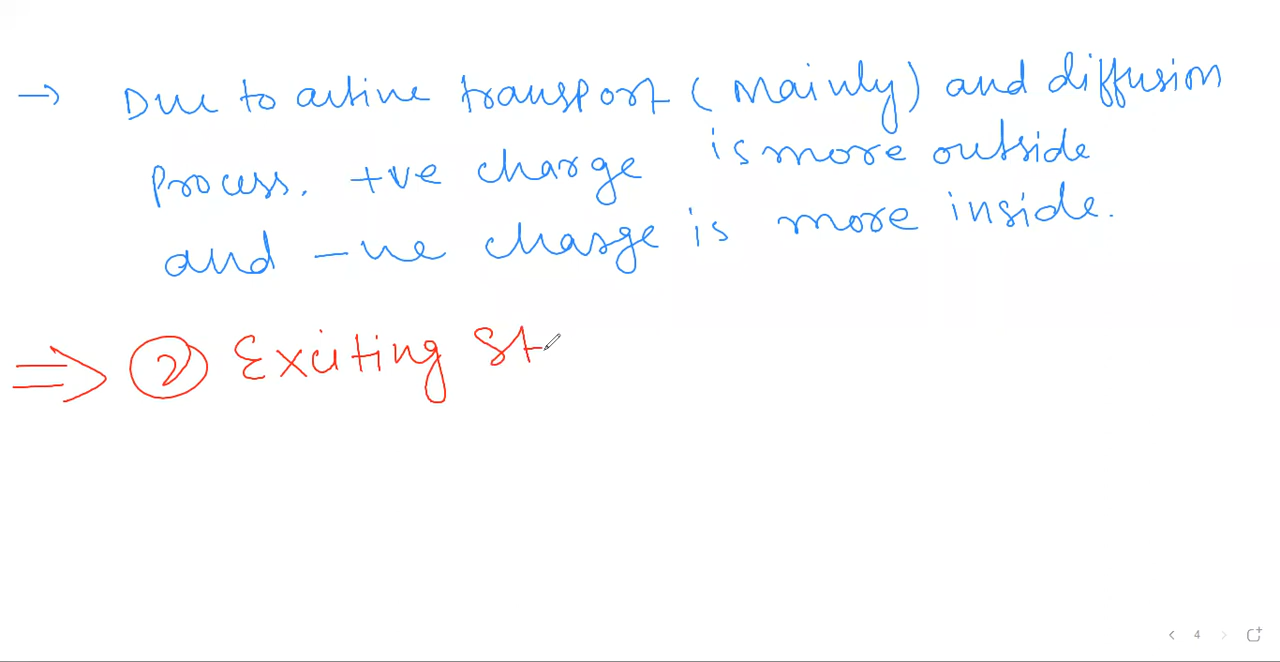 → Due to active transport (mainly) and diffusion
process. +ve charge is more outside
and -ve charge is more inside.
⇒ ② Exciting St
4